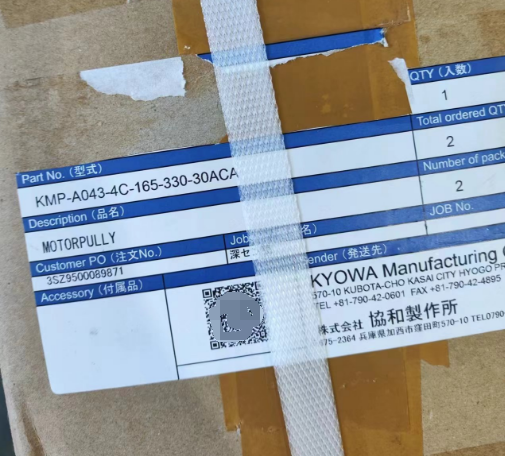 Part No. (型式)
KMP-A043-4C-165-330-30ACA
Description (品名)
MOTORPULLY
Customer PO (注文No.)
3SZ9500089871
Accessory (付属品)
QTY (入数)
1
Total ordered QT
2
Number of pack
2
JOB No.
Sender (発送先)
KYOWA Manufacturing
570-10 KUBOTA-CHO KASAI CITY HYOGO PR
TEL +81-790-42-0601 FAX +81-790-42-4895
株式会社 協和製作所
675-2364 兵庫県加西市窪田町570-10 TEL0790